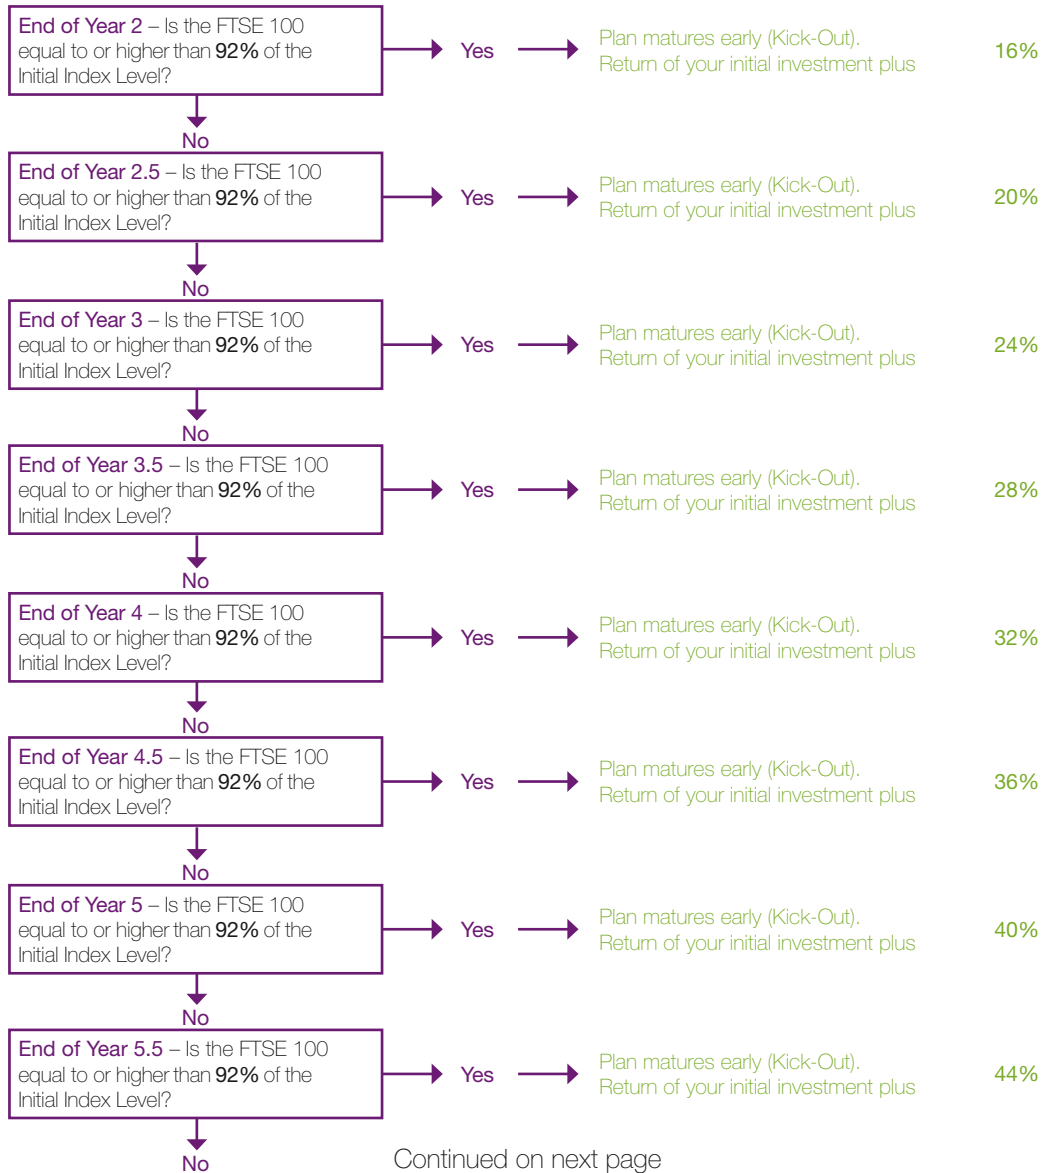 End of Year 2 – Is the FTSE 100
equal to or higher than 92% of the
Initial Index Level?
Yes
Plan matures early (Kick-Out).
Return of your initial investment plus
16%
No
End of Year 2.5 – Is the FTSE 100
equal to or higher than 92% of the
Initial Index Level?
Yes
Plan matures early (Kick-Out).
Return of your initial investment plus
20%
No
End of Year 3 – Is the FTSE 100
equal to or higher than 92% of the
Initial Index Level?
Yes
Plan matures early (Kick-Out).
Return of your initial investment plus
24%
No
End of Year 3.5 – Is the FTSE 100
equal to or higher than 92% of the
Initial Index Level?
Yes
Plan matures early (Kick-Out).
Return of your initial investment plus
28%
No
End of Year 4 – Is the FTSE 100
equal to or higher than 92% of the
Initial Index Level?
Yes
Plan matures early (Kick-Out).
Return of your initial investment plus
32%
No
End of Year 4.5 – Is the FTSE 100
equal to or higher than 92% of the
Initial Index Level?
Yes
Plan matures early (Kick-Out).
Return of your initial investment plus
36%
No
End of Year 5 – Is the FTSE 100
equal to or higher than 92% of the
Initial Index Level?
Yes
Plan matures early (Kick-Out).
Return of your initial investment plus
40%
No
End of Year 5.5 – Is the FTSE 100
equal to or higher than 92% of the
Initial Index Level?
Yes
Plan matures early (Kick-Out).
Return of your initial investment plus
44%
No
Continued on next page